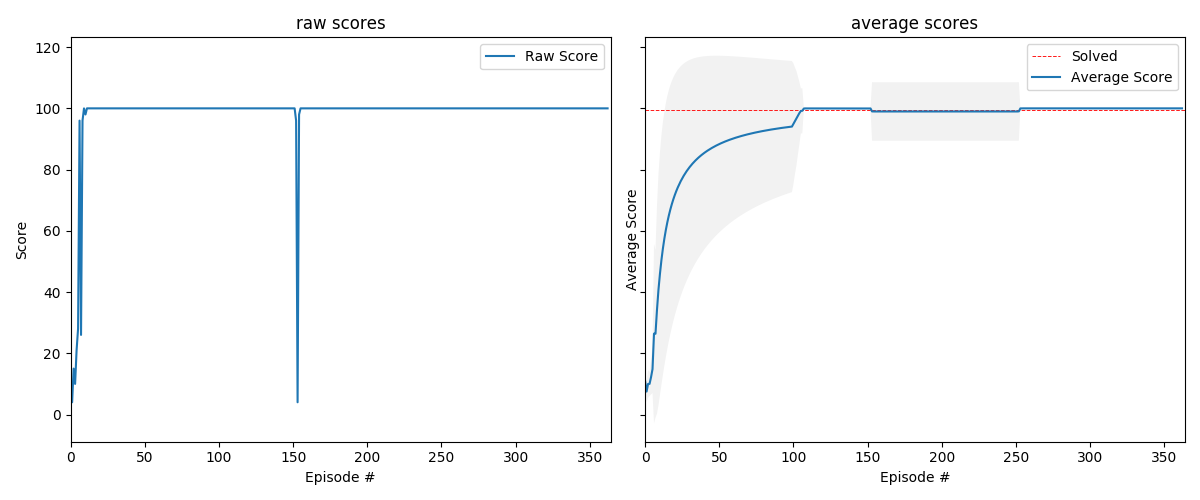 raw scores
Raw Score
120
100
80
60
40
20
0
Score
0 50 100 150 200 250 300 350
Episode #
average scores
Solved
Average Score
Average Score
0 50 100 150 200 250 300 350
Episode #